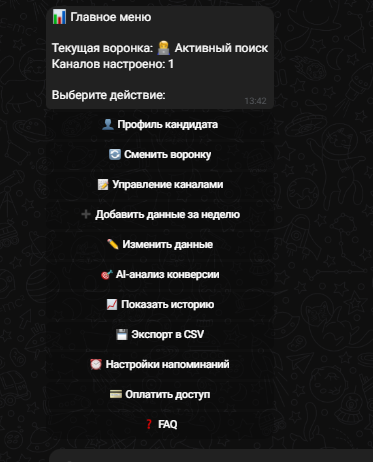 📊 Главное меню
Текущая воронка: 🧑‍💻 Активный поиск
Каналов настроено: 1
Выберите действие:
13:42
👤 Профиль кандидата
🔄 Сменить воронку
📝 Управление каналами
➕ Добавить данные за неделю
✏️ Изменить данные
🎯 AI-анализ конверсии
📈 Показать историю
💾 Экспорт в CSV
⏰ Настройки напоминаний
💳 Оплатить доступ
❓ FAQ